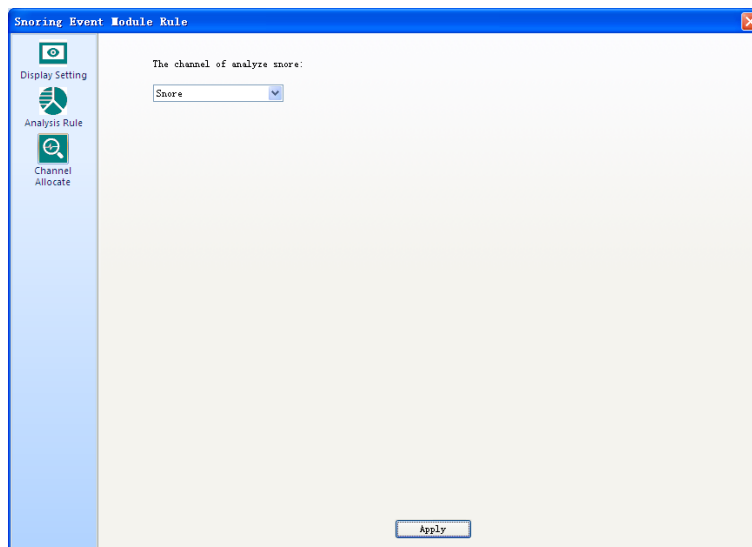 Snoring Event Module Rule
Display Setting
Analysis Rule
Channel
Allocate
The channel of analyze snore:
Snore
Apply